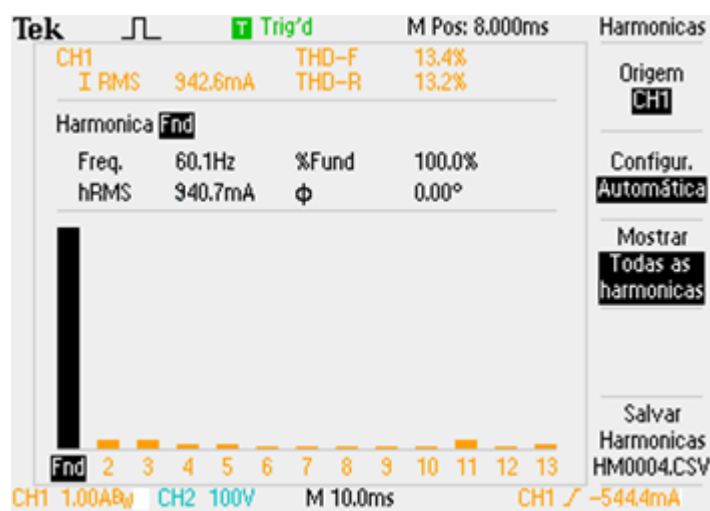 Tek T Trig'd M Pos: 8.000ms Harmonicas
CH1 THD-F 13.4%
I RMS 942.6mA THD-R 13.2%
Origem
CH1
Harmonica Fnd
Freq. 60.1Hz %Fund 100.0%
hRMS 940.7mA Φ 0.00°
Configur.
Automática
Mostrar
Todas as
harmonicas
Salvar
Harmonicas
HM0004.CSV
Fnd 2 3 4 5 6 7 8 9 10 11 12 13
CH1 1.00ABw CH2 100V M 10.0ms CH1 -544.4mA